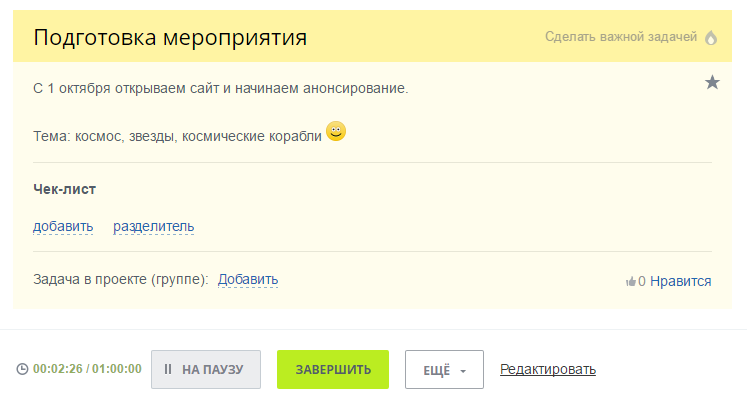 Подготовка мероприятия
Сделать важной задачей
С 1 октября открываем сайт и начинаем анонсирование.
Тема: космос, звезды, космические корабли
Чек-лист
добавить разделитель
Задача в проекте (группе): Добавить
0 Нравится
00:02:26 / 01:00:00 НА ПАУЗУ ЗАВЕРШИТЬ ЕЩЁ Редактировать